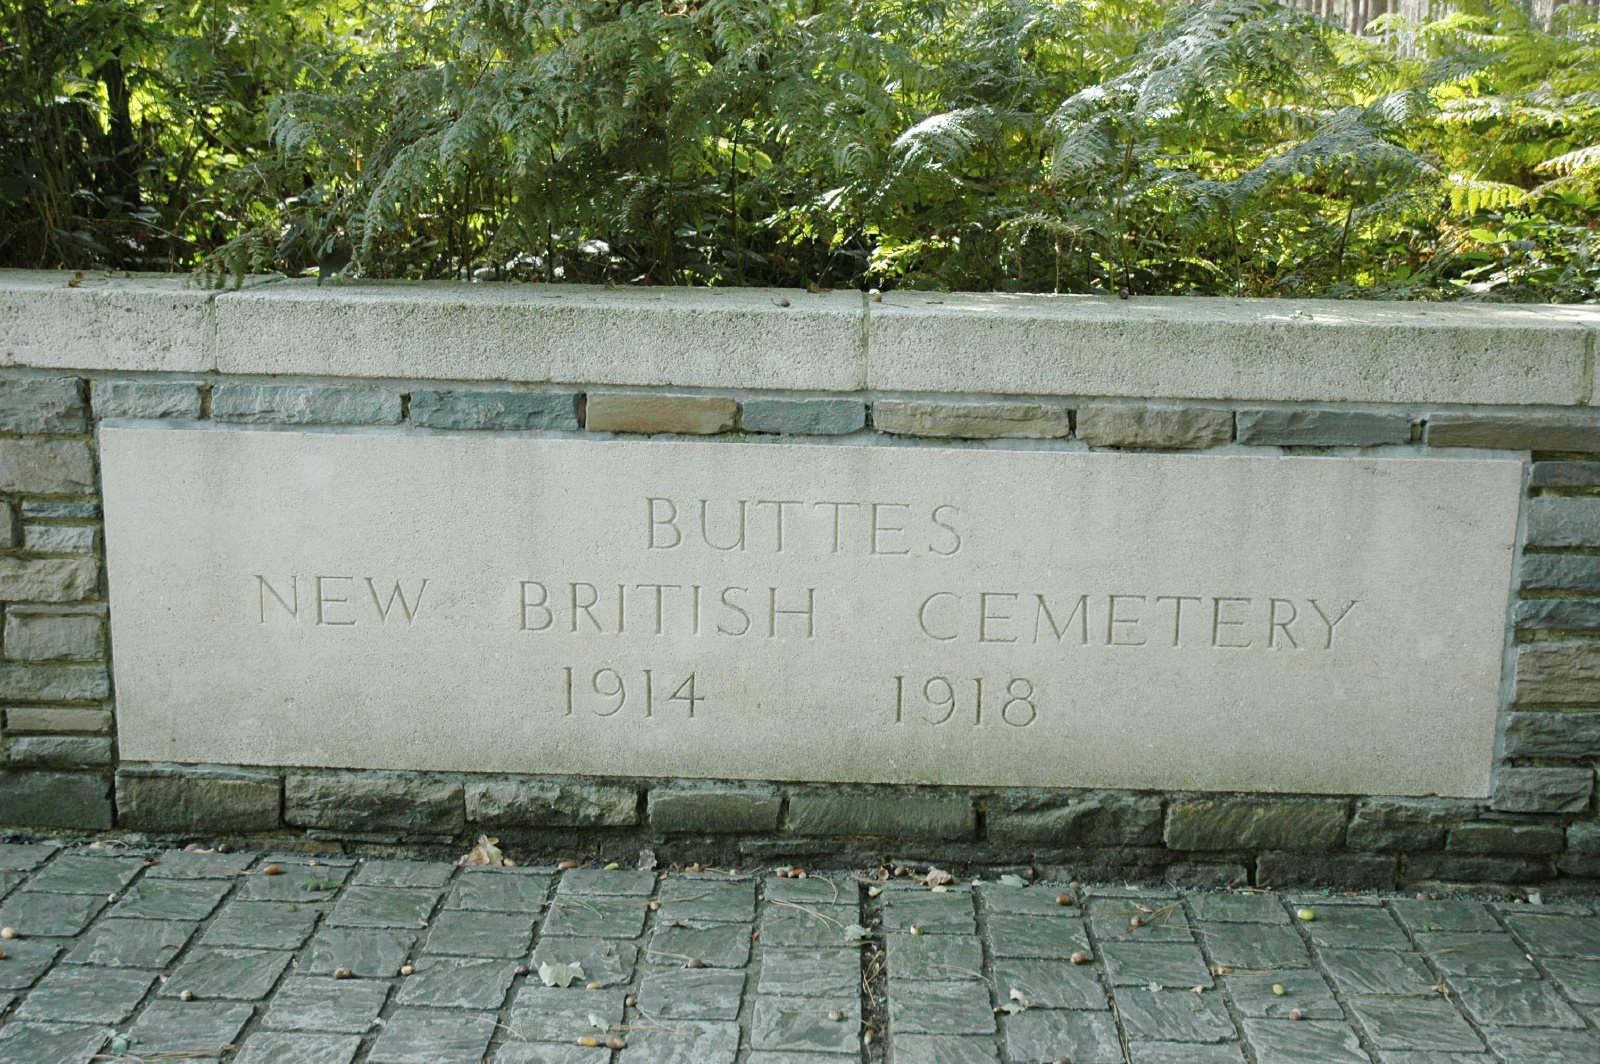 BUTTES
NEW BRITISH CEMETERY
1914 1918